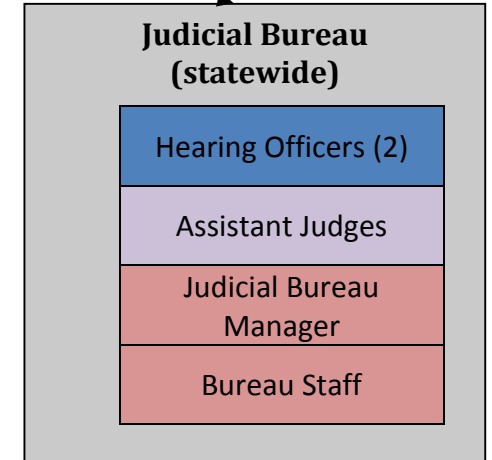 Judicial Bureau
(statewide)
Hearing Officers (2)
Assistant Judges
Judicial Bureau
Manager
Bureau Staff